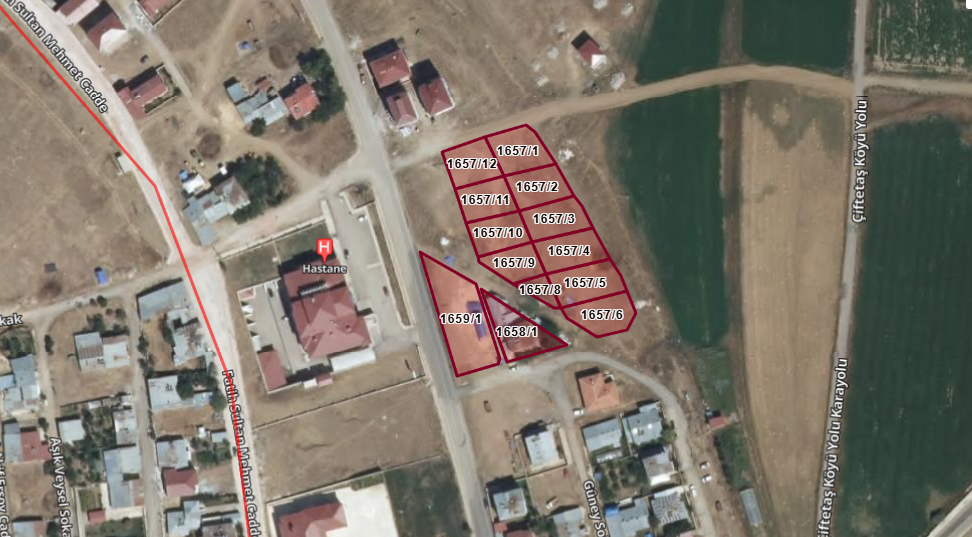 Sultan Mehmet Cadde
Çiftetaş Köyü Yolu
1657/1
1657/12
1657/2
1657/11
1657/3
1657/10
1657/4
1657/9
H
Hastane
1657/5
1657/8
1657/6
1659/1
1658/1
kak
Fatih Sultan Mehmet Cadde
Çiftetaş Köyü Yolu Karayolu
Aşık Veysel Soka
Güney So